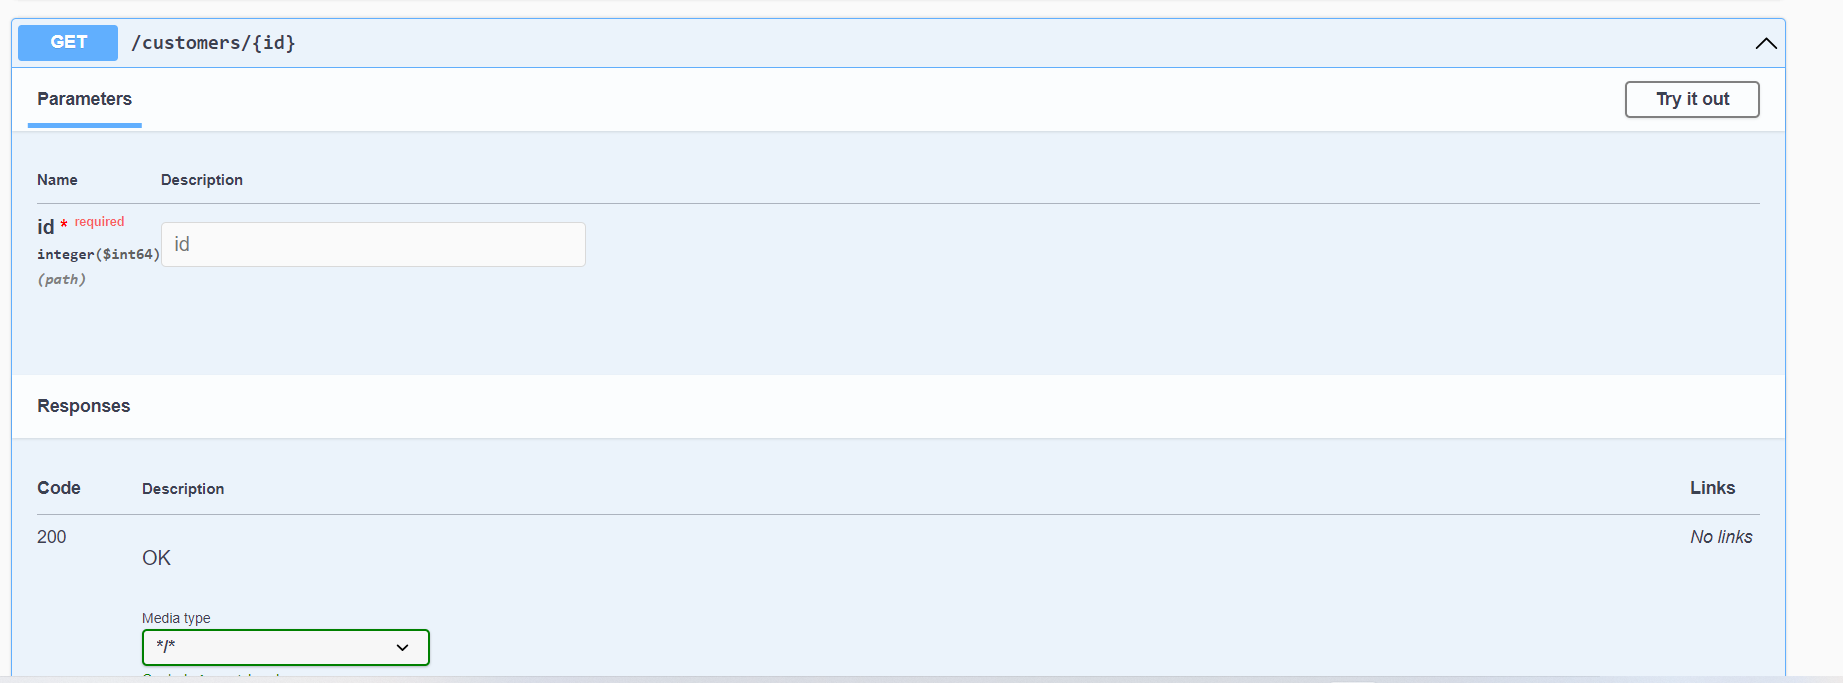 GET /customers/{id}
Parameters
Try it out
Name Description
id * required
integer($int64)
(path)
id
Responses
Code Description Links
200
OK
No links
Media type
*/*